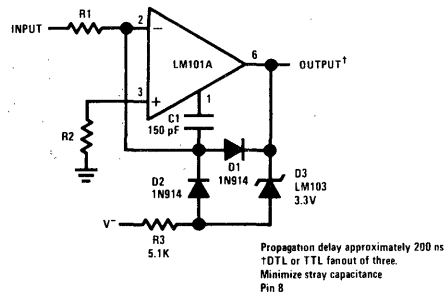 R1
INPUT
2
−
LM101A
6
OUTPUT†
3
+
1
C1
150 pF
R2
D1
1N914
D2
1N914
D3
LM103
3.3V
V−
R3
5.1K
Propagation delay approximately 200 ns
†DTL or TTL fanout of three.
Minimize stray capacitance
Pin 8